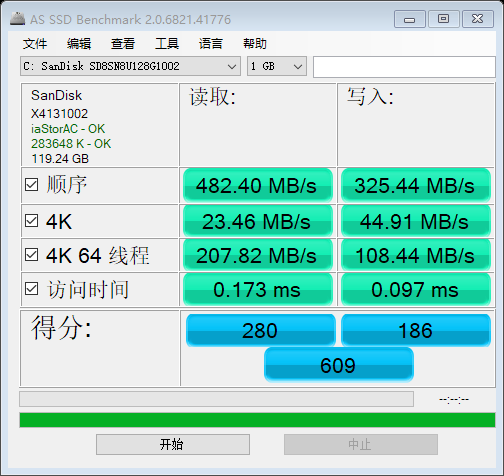 AS SSD Benchmark 2.0.6821.41776
文件 编辑 查看 工具 语言 帮助
C: SanDisk SD8SN8U128G1002 1 GB
SanDisk
X4131002
iaStorAC - OK
283648 K - OK
119.24 GB
读取: 写入:
顺序 482.40 MB/s 325.44 MB/s
4K 23.46 MB/s 44.91 MB/s
4K 64 线程 207.82 MB/s 108.44 MB/s
访问时间 0.173 ms 0.097 ms
得分: 280 186
609
--:--:--
开始 中止